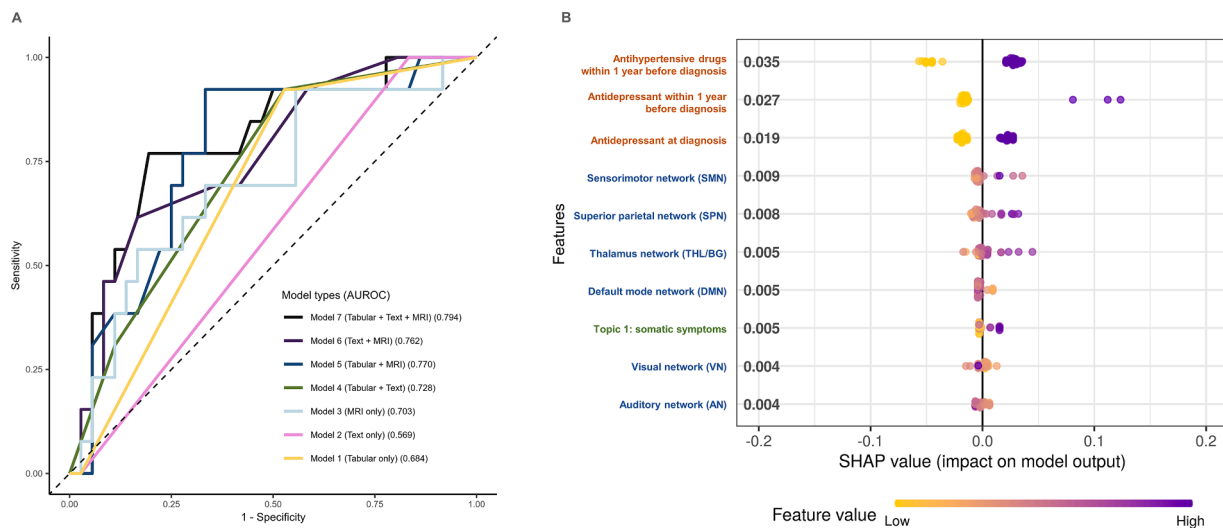 A
1.00
0.75
0.50
0.25
0.00
Sensitivity
0.00
0.25
0.50
0.75
1.00
1 - Specificity
Model types (AUROC)
Model 7 (Tabular + Text + MRI) (0.794)
Model 6 (Text + MRI) (0.762)
Model 5 (Tabular + MRI) (0.770)
Model 4 (Tabular + Text) (0.728)
Model 3 (MRI only) (0.703)
Model 2 (Text only) (0.569)
Model 1 (Tabular only) (0.684)
B
Features
Antihypertensive drugs
within 1 year before diagnosis
0.035
Antidepressant within 1 year
before diagnosis
0.027
Antidepressant at diagnosis
0.019
Sensorimotor network (SMN)
0.009
Superior parietal network (SPN)
0.008
Thalamus network (THL/BG)
0.005
Default mode network (DMN)
0.005
Topic 1: somatic symptoms
0.005
Visual network (VN)
0.004
Auditory network (AN)
0.004
-0.2
-0.1
0.0
0.1
0.2
SHAP value (impact on model output)
Feature value
Low
High